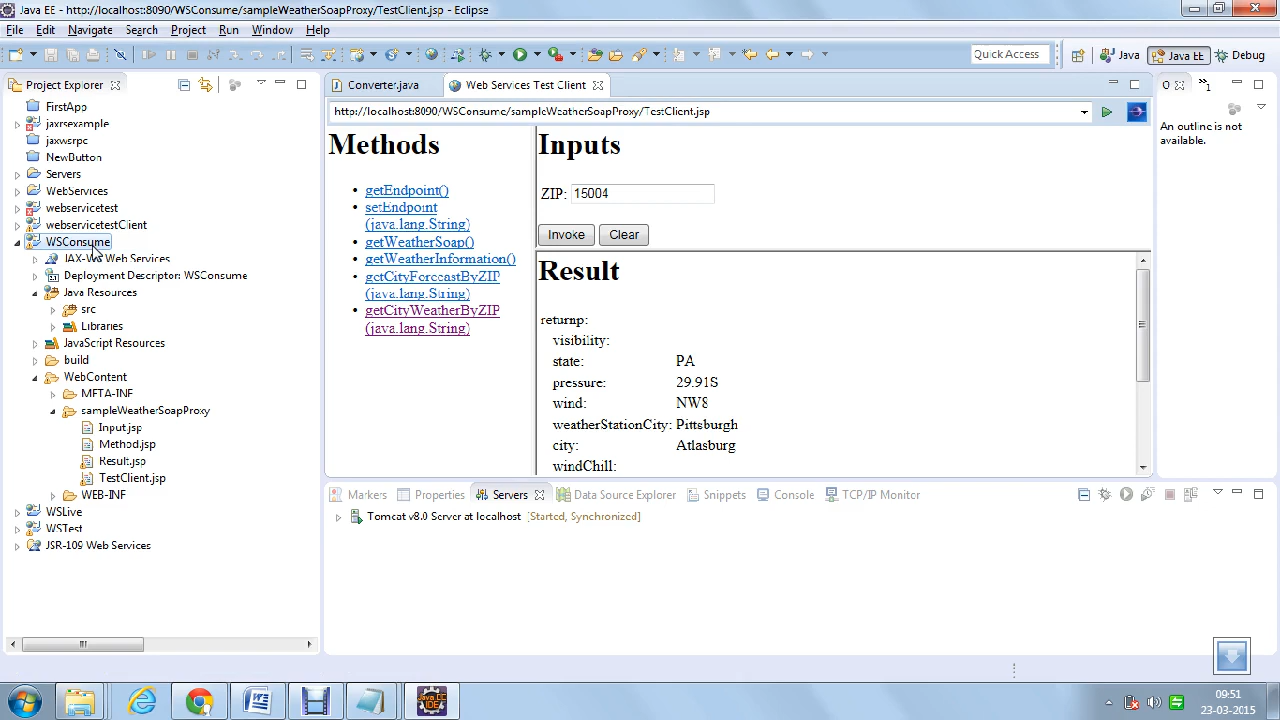 Java EE - http://localhost:8090/WSConsume/sampleWeatherSoapProxy/TestClient.jsp - Eclipse
File Edit Navigate Search Project Run Window Help
Quick Access
Java
Java EE
Debug
Project Explorer
FirstApp
jaxrsexample
jaxwsrpc
NewButton
Servers
WebServices
webservicetest
webservicetestClient
WSConsume
JAX-WS Web Services
Deployment Descriptor: WSConsume
Java Resources
src
Libraries
JavaScript Resources
build
WebContent
META-INF
sampleWeatherSoapProxy
Input.jsp
Method.jsp
Result.jsp
TestClient.jsp
WEB-INF
WSLive
WSTest
JSR-109 Web Services
Converter.java
Web Services Test Client
http://localhost:8090/WSConsume/sampleWeatherSoapProxy/TestClient.jsp
Methods
getEndpoint()
setEndpoint
(java.lang.String)
getWeatherSoap()
getWeatherInformation()
getCityForecastByZIP
(java.lang.String)
getCityWeatherByZIP
(java.lang.String)
Inputs
ZIP: 15004
Invoke Clear
Result
returnp:
visibility:
state: PA
pressure: 29.91S
wind: NW8
weatherStationCity: Pittsburgh
city: Atlasburg
windChill:
O
An outline is not
available.
Markers Properties Servers Data Source Explorer Snippets Console TCP/IP Monitor
Tomcat v8.0 Server at localhost [Started, Synchronized]
Java EE
IDE
09:51
23-03-2015